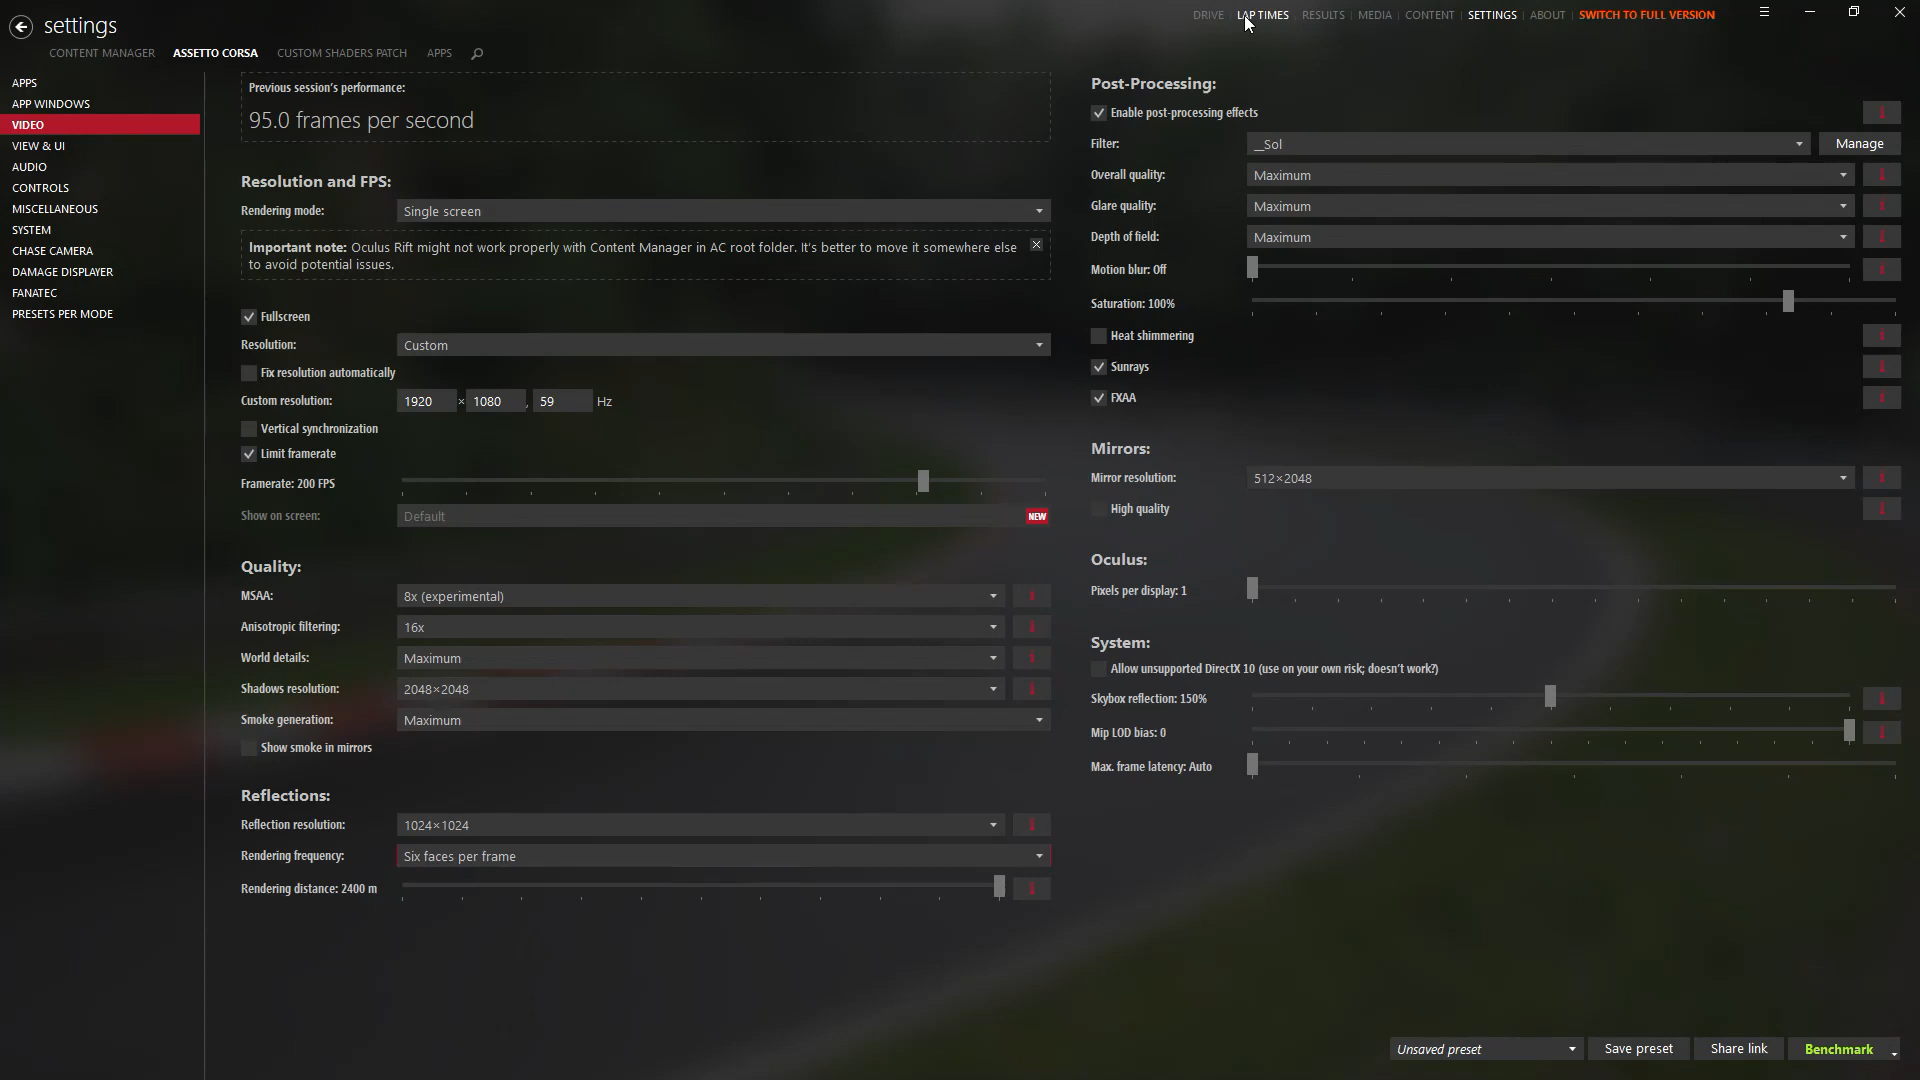 settings
DRIVE | LAP TIMES | RESULTS | MEDIA | CONTENT | SETTINGS | ABOUT | SWITCH TO FULL VERSION
CONTENT MANAGER ASSETTO CORSA CUSTOM SHADERS PATCH APPS
APPS
APP WINDOWS
VIDEO
VIEW & UI
AUDIO
CONTROLS
MISCELLANEOUS
SYSTEM
CHASE CAMERA
DAMAGE DISPLAYER
FANATEC
PRESETS PER MODE
Previous session's performance:
95.0 frames per second
Resolution and FPS:
Rendering mode: Single screen
Important note: Oculus Rift might not work properly with Content Manager in AC root folder. It's better to move it somewhere else
to avoid potential issues.
Fullscreen
Resolution: Custom
Fix resolution automatically
Custom resolution: 1920 × 1080 , 59 Hz
Vertical synchronization
Limit framerate
Framerate: 200 FPS
Show on screen: Default NEW
Quality:
MSAA: 8x (experimental)
Anisotropic filtering: 16x
World details: Maximum
Shadows resolution: 2048×2048
Smoke generation: Maximum
Show smoke in mirrors
Reflections:
Reflection resolution: 1024×1024
Rendering frequency: Six faces per frame
Rendering distance: 2400 m
Post-Processing:
Enable post-processing effects
Filter: __Sol Manage
Overall quality: Maximum
Glare quality: Maximum
Depth of field: Maximum
Motion blur: Off
Saturation: 100%
Heat shimmering
Sunrays
FXAA
Mirrors:
Mirror resolution: 512×2048
High quality
Oculus:
Pixels per display: 1
System:
Allow unsupported DirectX 10 (use on your own risk; doesn't work?)
Skybox reflection: 150%
Mip LOD bias: 0
Max. frame latency: Auto
Unsaved preset Save preset Share link Benchmark